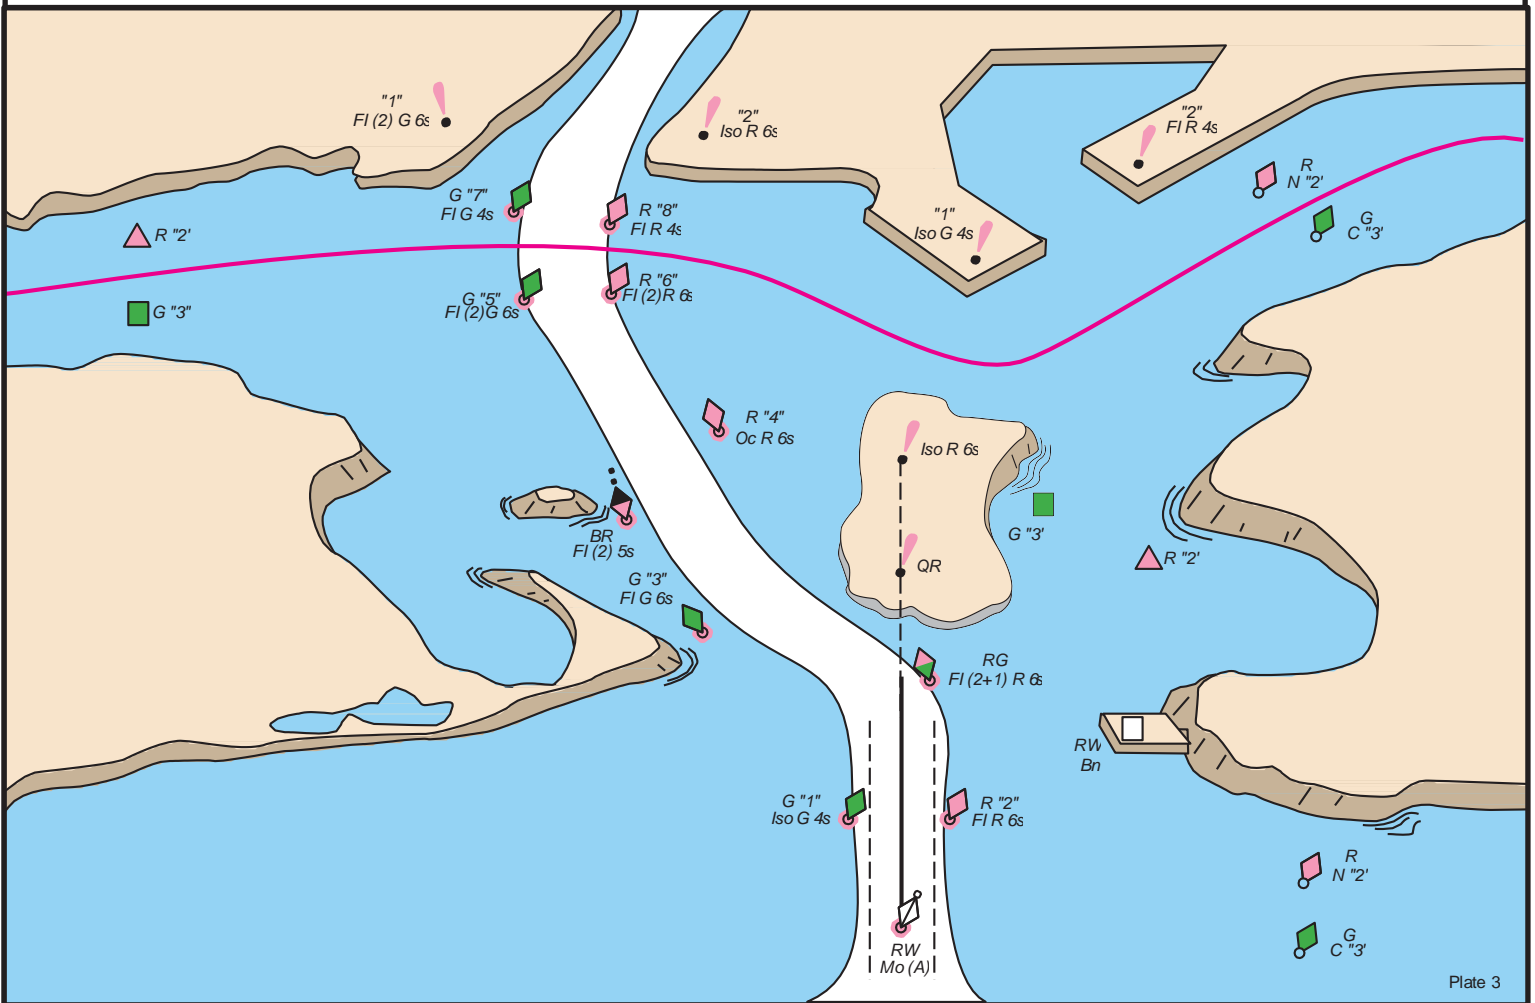 "1"
Fl (2) G 6s
"2"
Iso R 6s
"2"
Fl R 4s
R
N "2'
G
C "3'
G "7"
Fl G 4s
R "8"
Fl R 4s
"1"
Iso G 4s
R "2'
G "3"
G "5"
Fl (2)G 6s
R "6"
Fl (2)R 6s
R "4"
Oc R 6s
Iso R 6s
G "3'
BR
Fl (2) 5s
QR
R "2'
G "3"
Fl G 6s
RG
Fl (2+1) R 6s
RW
Bn
G "1"
Iso G 4s
R "2"
Fl R 6s
R
N "2'
G
C "3'
RW
Mo (A)
Plate 3